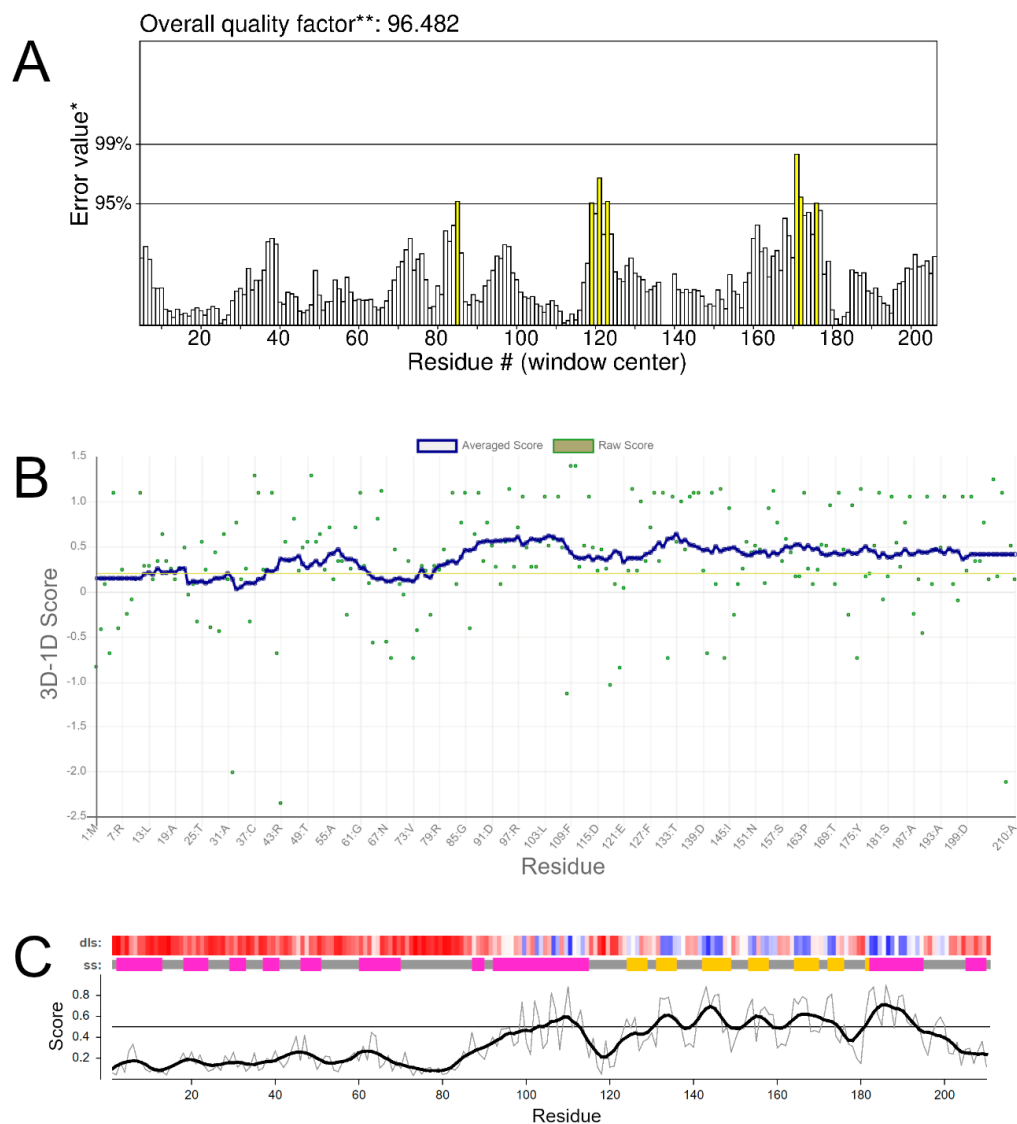 A
Overall quality factor**: 96.482
Error value*
99%
95%
20 40 60 80 100 120 140 160 180 200
Residue # (window center)
B
Averaged Score Raw Score
3D-1D Score
1.5
1.0
0.5
0
-0.5
-1.0
-1.5
-2.0
-2.5
1:M 7:R 13:L 19:A 25:T 31:A 37:C 43:R 49:T 55:A 61:G 67:N 73:V 79:R 85:G 91:D 97:R 103:L 109:F 115:D 121:E 127:F 133:T 139:D 145:I 151:N 157:S 163:P 169:T 175:Y 181:S 187:A 193:A 199:D 210:A
Residue
C
dls:
ss:
Score
0.8
0.6
0.4
0.2
20 40 60 80 100 120 140 160 180 200
Residue